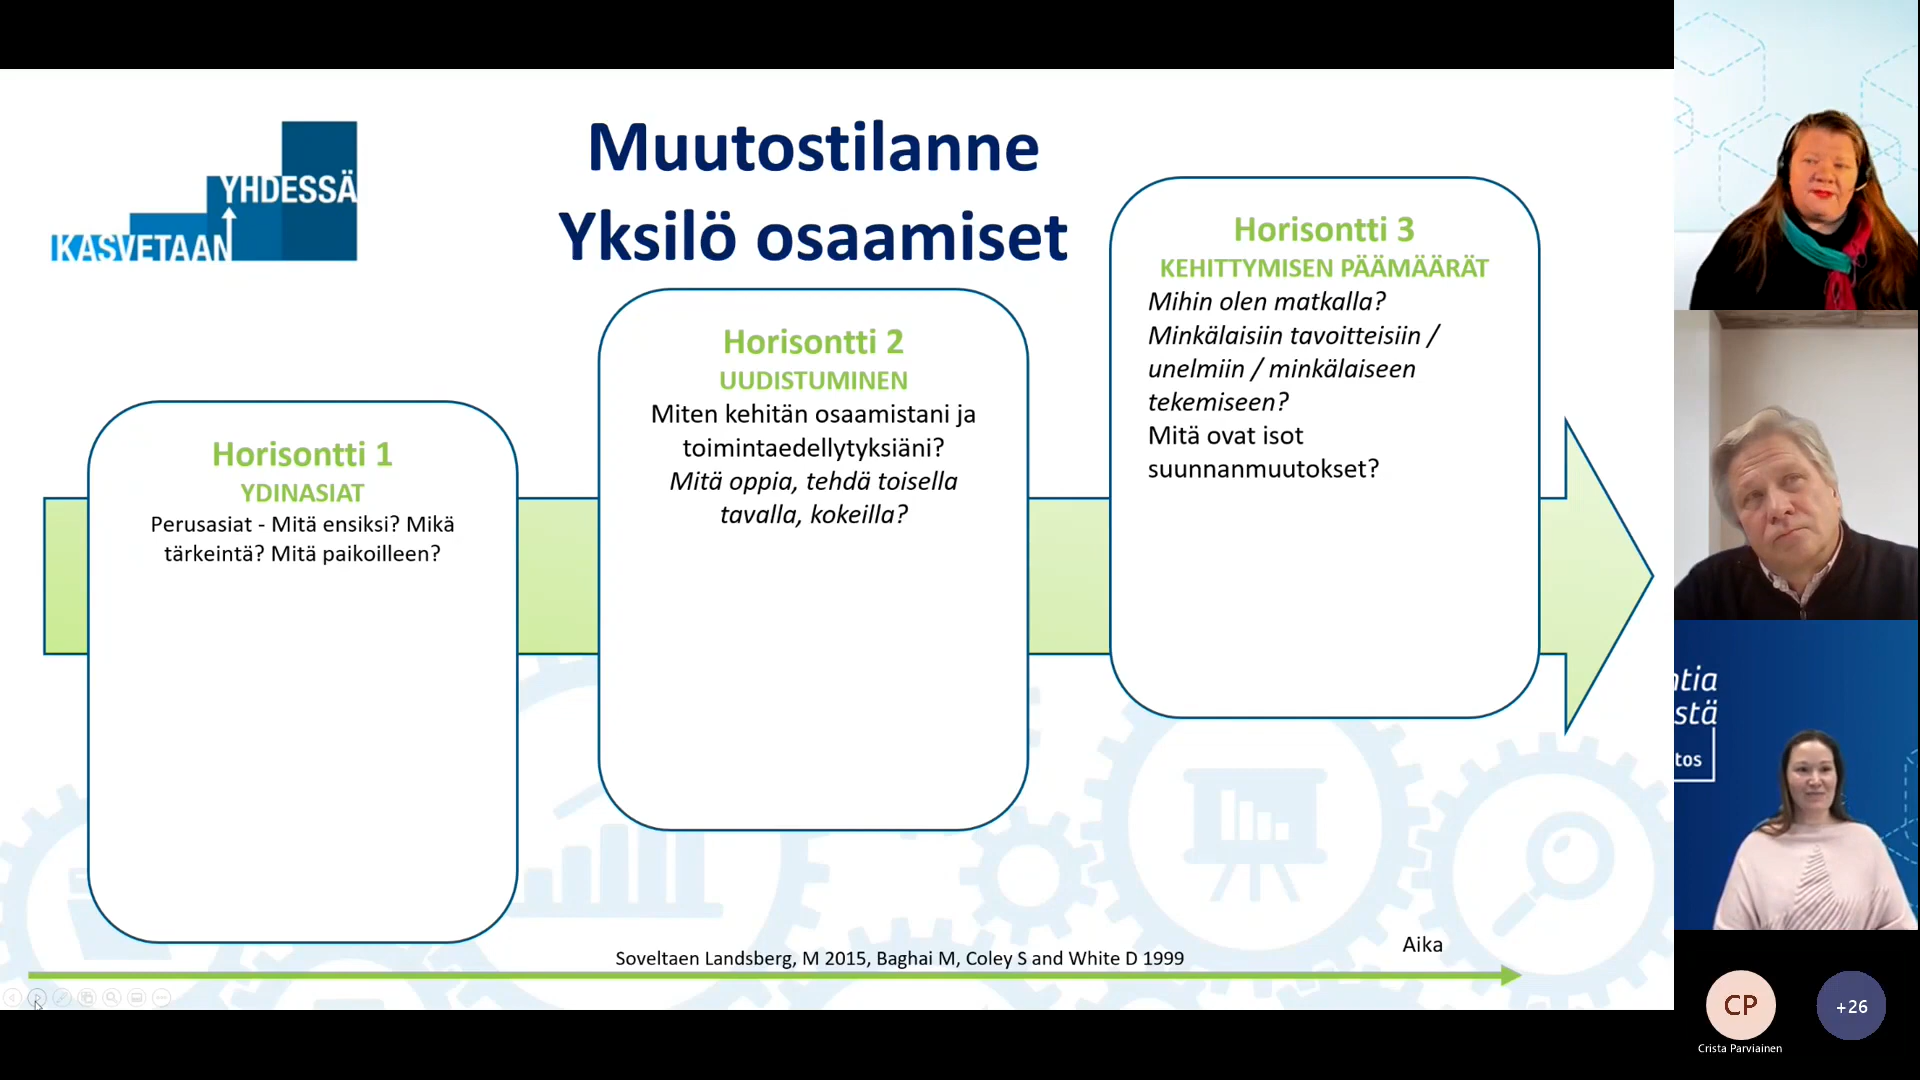 KASVETAAN
YHDESSÄ
Muutostilanne
Yksilö osaamiset
Horisontti 1
YDINASIAT
Perusasiat - Mitä ensiksi? Mikä
tärkeintä? Mitä paikoilleen?
Horisontti 2
UUDISTUMINEN
Miten kehitän osaamistani ja
toimintaedellytyksiäni?
Mitä oppia, tehdä toisella
tavalla, kokeilla?
Horisontti 3
KEHITTYMISEN PÄÄMÄÄRÄT
Mihin olen matkalla?
Minkälaisiin tavoitteisiin /
unelmiin / minkälaiseen
tekemiseen?
Mitä ovat isot
suunnanmuutokset?
Soveltaen Landsberg, M 2015, Baghai M, Coley S and White D 1999
Aika
ntia
stä
tos
CP
+26
Crista Parviainen